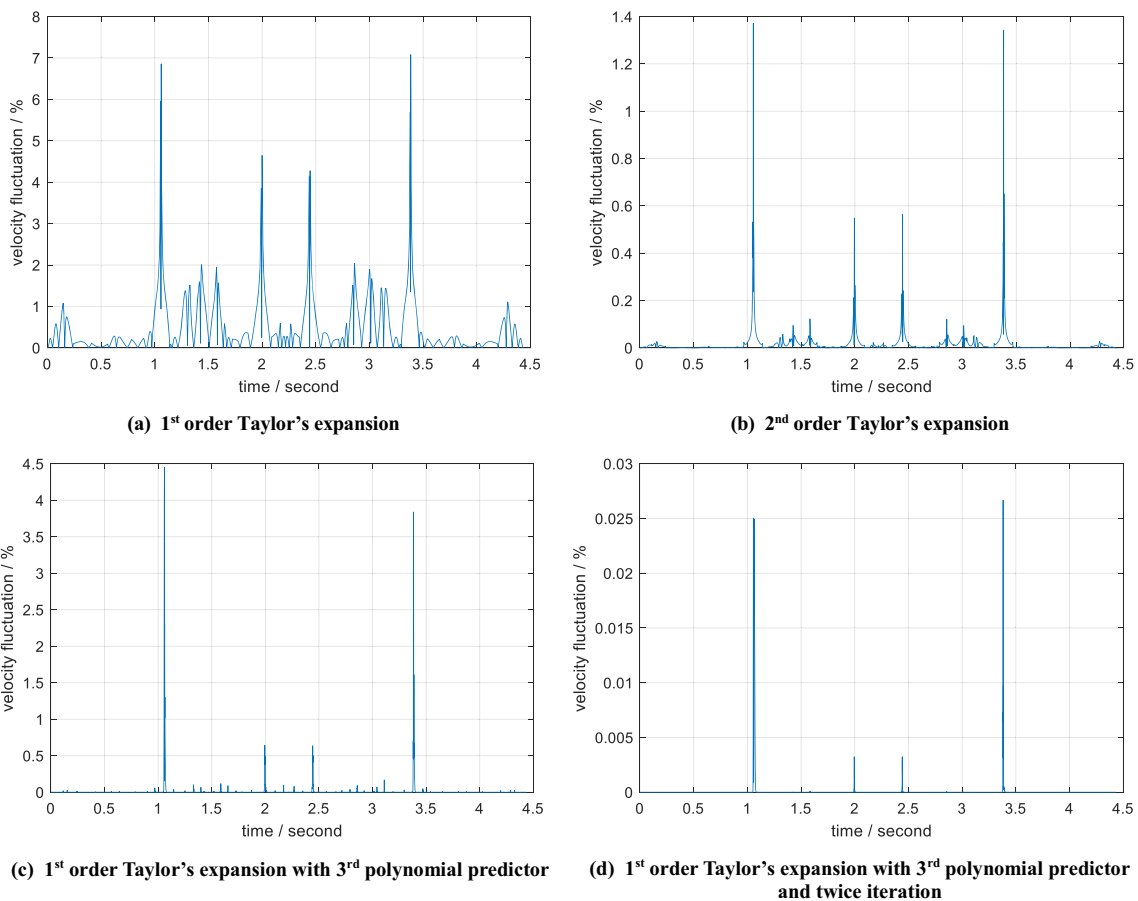 8
7
6
5
4
3
2
1
0
velocity fluctuation / %
0 0.5 1 1.5 2 2.5 3 3.5 4 4.5
time / second
(a) 1st order Taylor’s expansion
1.4
1.2
1
0.8
0.6
0.4
0.2
0
velocity fluctuation / %
0 0.5 1 1.5 2 2.5 3 3.5 4 4.5
time / second
(b) 2nd order Taylor’s expansion
4.5
4
3.5
3
2.5
2
1.5
1
0.5
0
velocity fluctuation / %
0 0.5 1 1.5 2 2.5 3 3.5 4 4.5
time / second
(c) 1st order Taylor’s expansion with 3rd polynomial predictor
0.03
0.025
0.02
0.015
0.01
0.005
0
velocity fluctuation / %
0 0.5 1 1.5 2 2.5 3 3.5 4 4.5
time / second
(d) 1st order Taylor’s expansion with 3rd polynomial predictor
and twice iteration